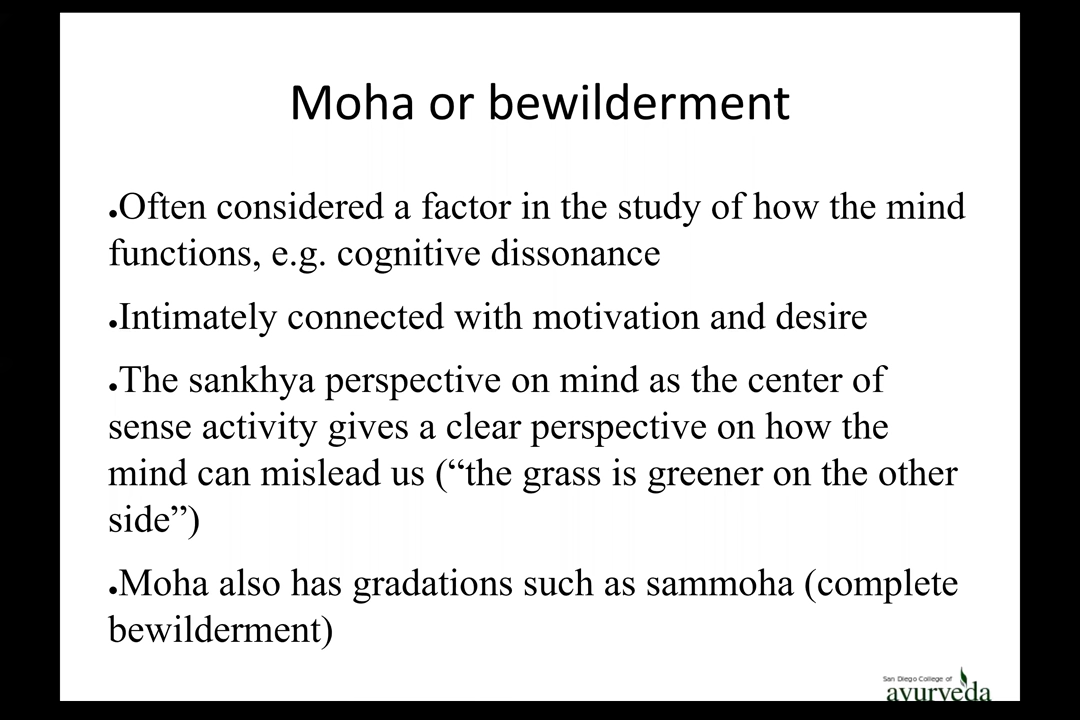 Moha or bewilderment
●Often considered a factor in the study of how the mind
functions, e.g. cognitive dissonance
●Intimately connected with motivation and desire
●The sankhya perspective on mind as the center of
sense activity gives a clear perspective on how the
mind can mislead us (“the grass is greener on the other
side”)
●Moha also has gradations such as sammoha (complete
bewilderment)
San Diego College of
ayurveda